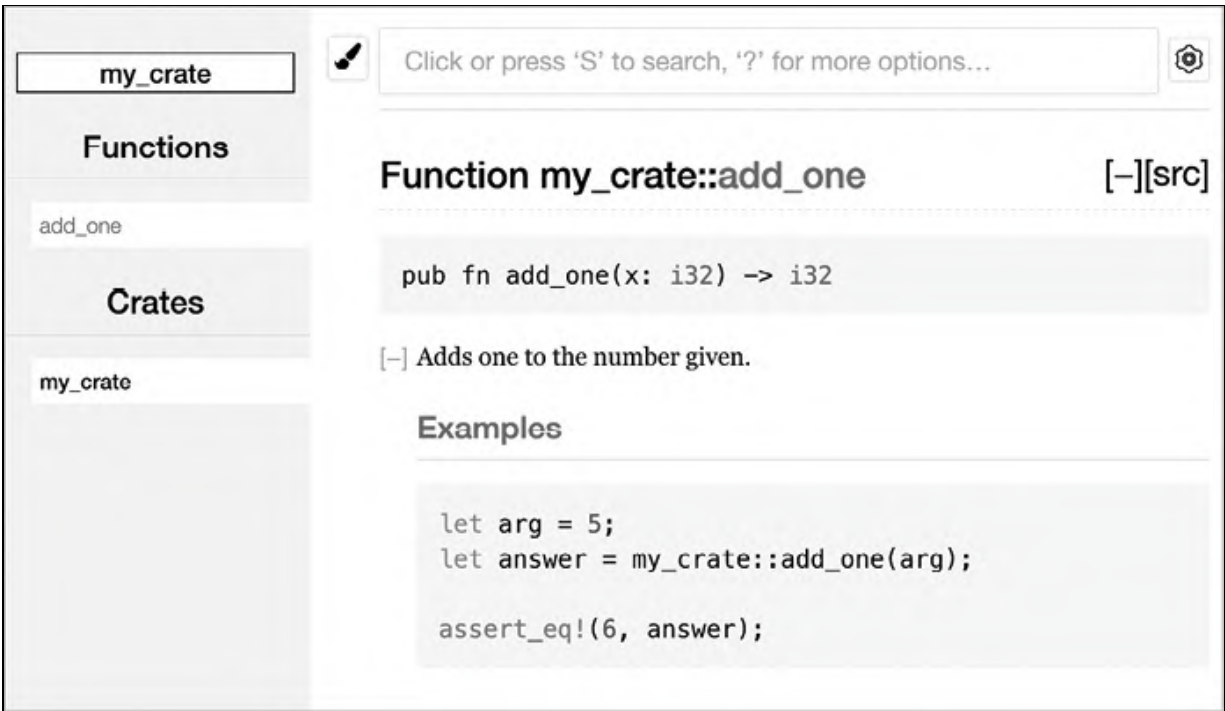 my_crate
Functions
add_one
Crates
my_crate
Click or press ‘S’ to search, ‘?’ for more options…
Function my_crate::add_one
[−][src]
pub fn add_one(x: i32) -> i32
[−] Adds one to the number given.
Examples
let arg = 5;
let answer = my_crate::add_one(arg);
assert_eq!(6, answer);